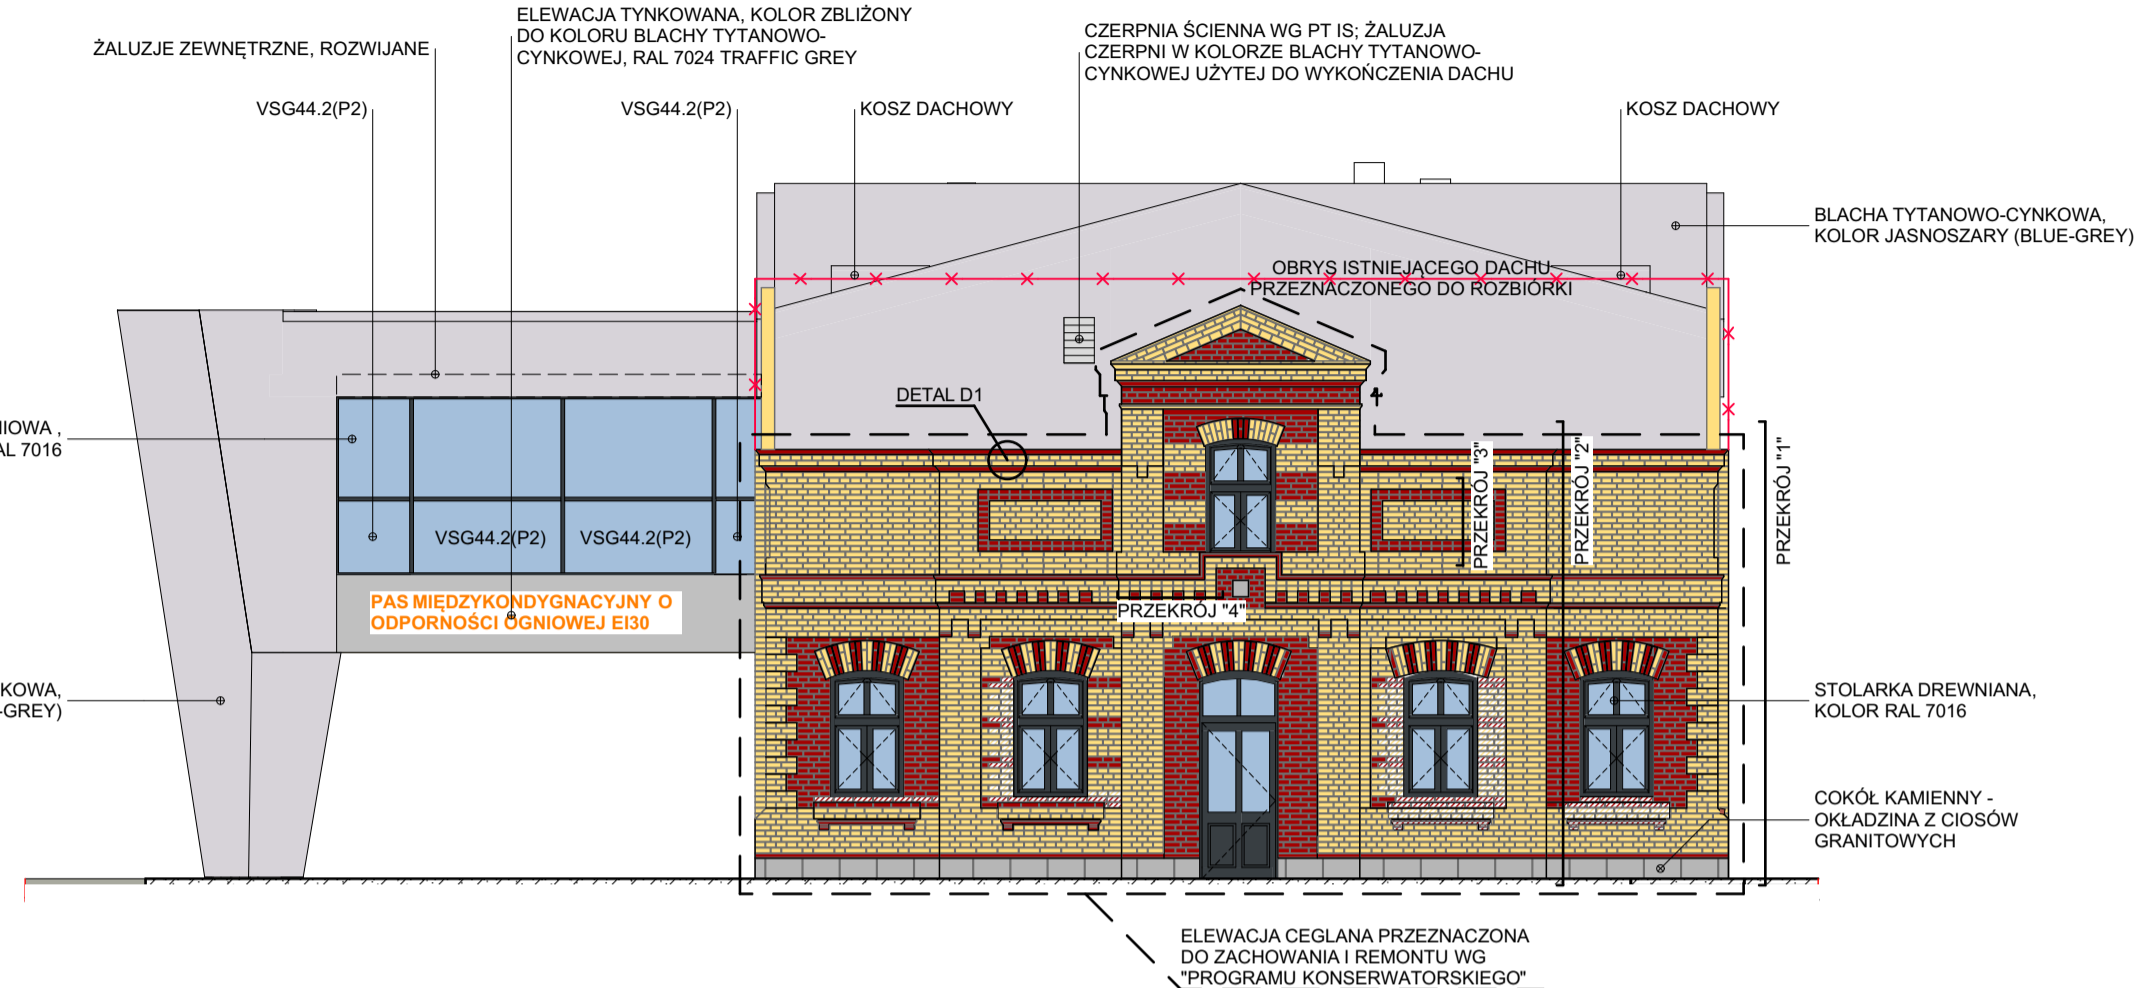 ELEWACJA TYNKOWANA, KOLOR ZBLIŻONY
DO KOLORU BLACHY TYTANOWO-
CYNKOWEJ, RAL 7024 TRAFFIC GREY
ŻALUZJE ZEWNĘTRZNE, ROZWIJANE
CZERPNIA ŚCIENNA WG PT IS; ŻALUZJA
CZERPNI W KOLORZE BLACHY TYTANOWO-
CYNKOWEJ UŻYTEJ DO WYKOŃCZENIA DACHU
VSG44.2(P2)
VSG44.2(P2)
KOSZ DACHOWY
KOSZ DACHOWY
BLACHA TYTANOWO-CYNKOWA,
KOLOR JASNOSZARY (BLUE-GREY)
OBRYS ISTNIEJĄCEGO DACHU
PRZEZNACZONEGO DO ROZBIÓRKI
DETAL D1
NIOWA ,
AL 7016
PRZEKRÓJ "3"
PRZEKRÓJ "2"
PRZEKRÓJ "1"
VSG44.2(P2)
VSG44.2(P2)
PAS MIĘDZYKONDYGNACYJNY O
ODPORNOŚCI OGNIOWEJ EI30
PRZEKRÓJ "4"
KOWA,
-GREY)
STOLARKA DREWNIANA,
KOLOR RAL 7016
COKÓŁ KAMIENNY -
OKŁADZINA Z CIOSÓW
GRANITOWYCH
ELEWACJA CEGLANA PRZEZNACZONA
DO ZACHOWANIA I REMONTU WG
"PROGRAMU KONSERWATORSKIEGO"